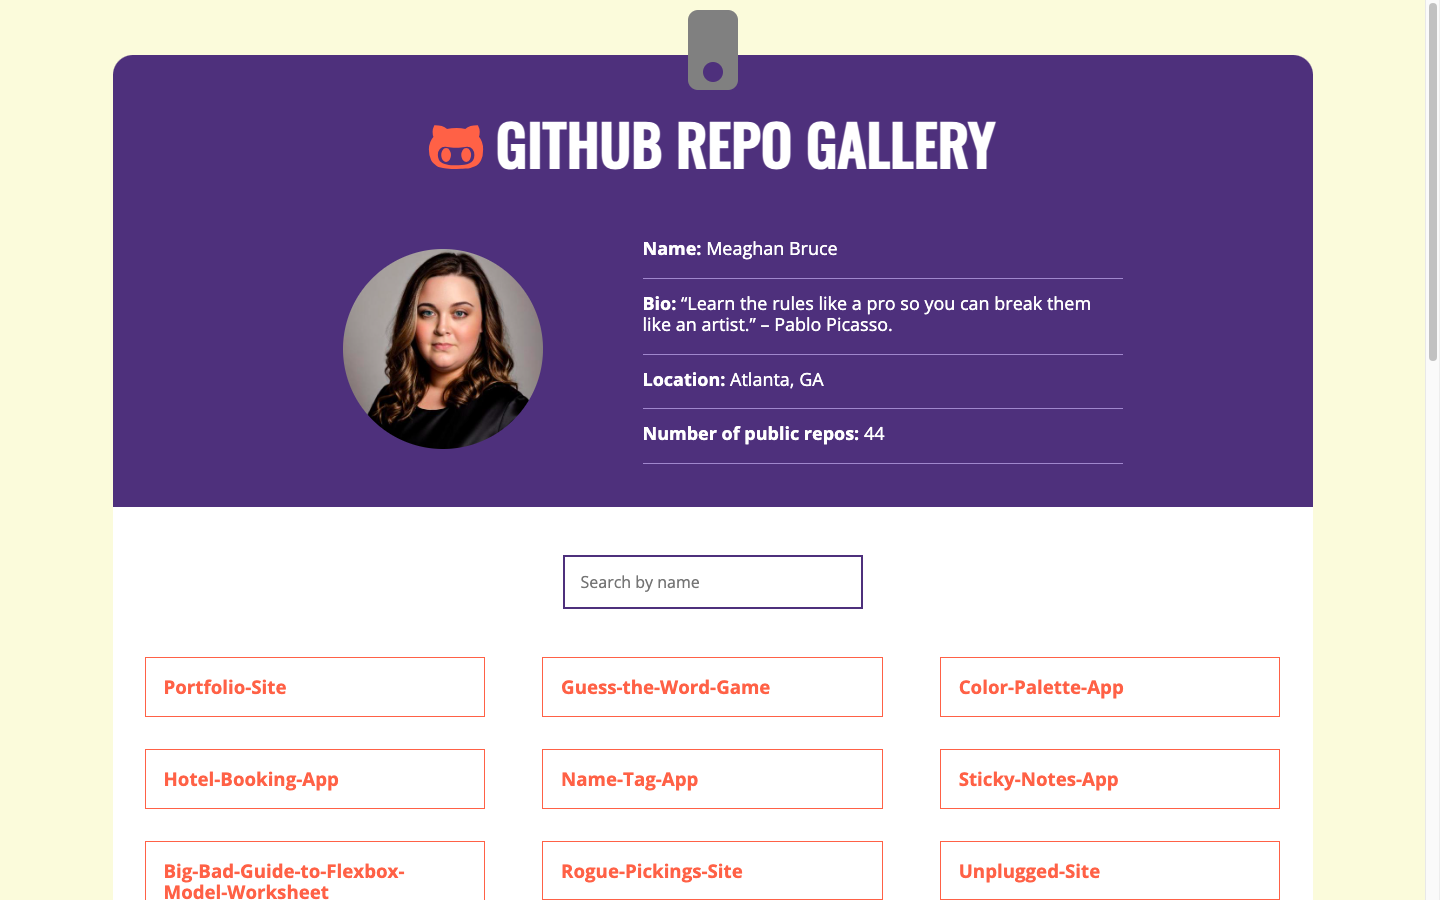 GITHUB REPO GALLERY
Name: Meaghan Bruce
Bio: “Learn the rules like a pro so you can break them
like an artist.” – Pablo Picasso.
Location: Atlanta, GA
Number of public repos: 44
Search by name
Portfolio-Site
Guess-the-Word-Game
Color-Palette-App
Hotel-Booking-App
Name-Tag-App
Sticky-Notes-App
Big-Bad-Guide-to-Flexbox-
Model-Worksheet
Rogue-Pickings-Site
Unplugged-Site